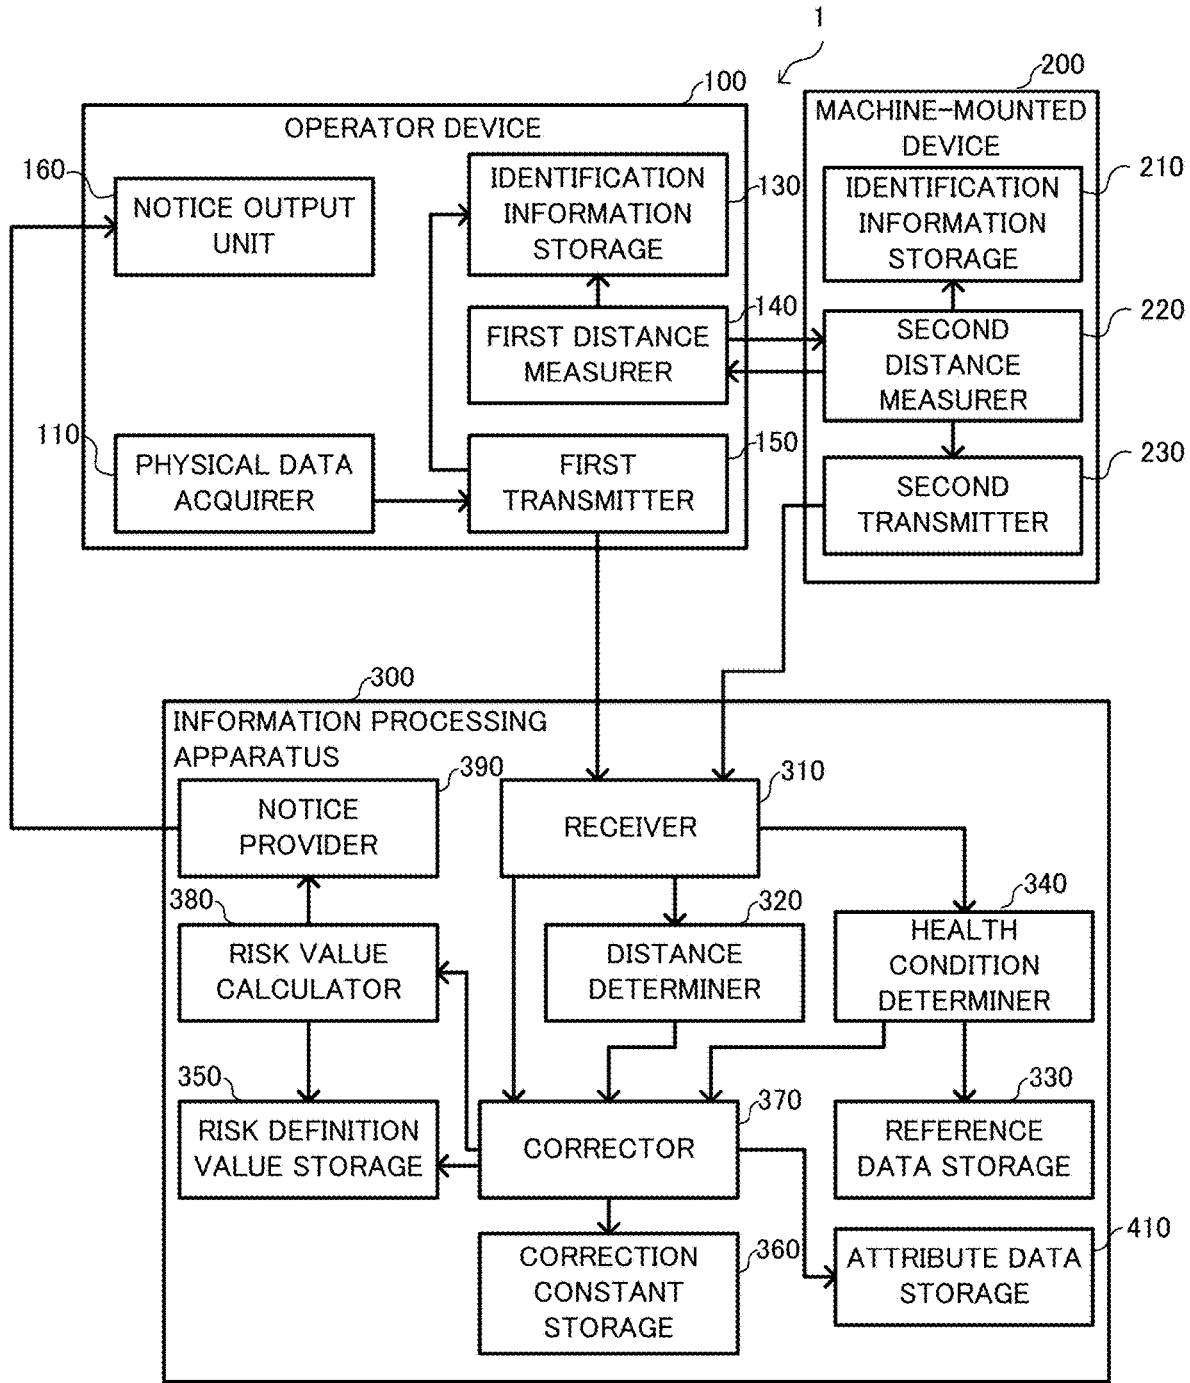 1
100
OPERATOR DEVICE
160
NOTICE OUTPUT
UNIT
IDENTIFICATION
INFORMATION
STORAGE
130
FIRST DISTANCE
MEASURER
140
110
PHYSICAL DATA
ACQUIRER
FIRST
TRANSMITTER
150
200
MACHINE-MOUNTED
DEVICE
IDENTIFICATION
INFORMATION
STORAGE
210
SECOND
DISTANCE
MEASURER
220
SECOND
TRANSMITTER
230
300
INFORMATION PROCESSING
APPARATUS
NOTICE
PROVIDER
390
RECEIVER
310
380
RISK VALUE
CALCULATOR
DISTANCE
DETERMINER
320
HEALTH
CONDITION
DETERMINER
340
350
RISK DEFINITION
VALUE STORAGE
CORRECTOR
370
REFERENCE
DATA STORAGE
330
CORRECTION
CONSTANT
STORAGE
360
ATTRIBUTE DATA
STORAGE
410